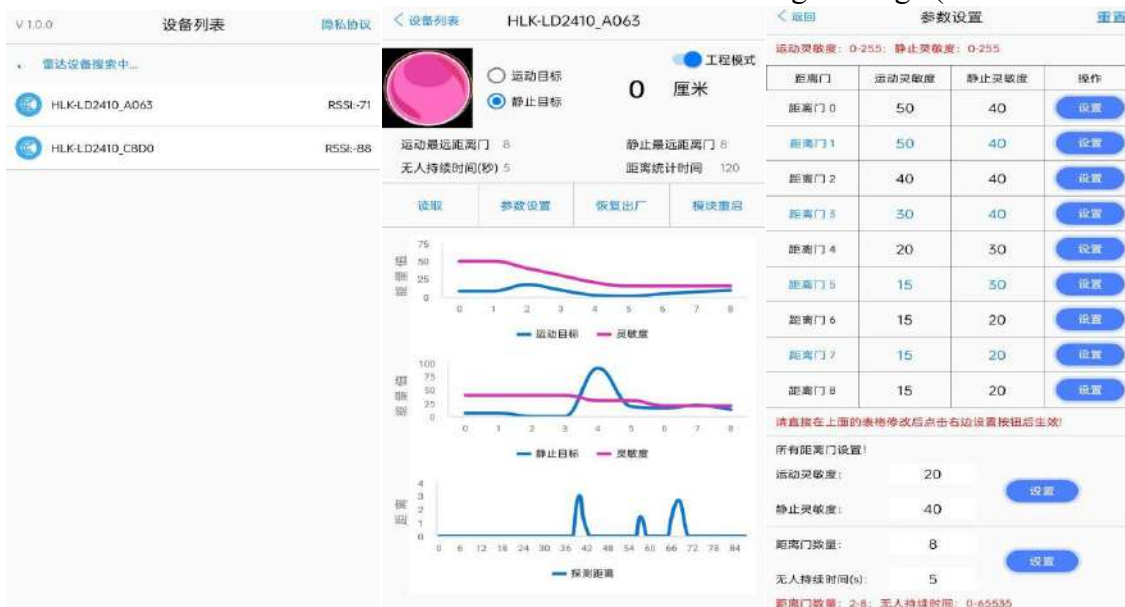 V 1.0.0 设备列表 隐私协议
雷达设备搜索中...
HLK-LD2410_A063 RSSI:-71
HLK-LD2410_CBD0 RSSI:-88
设备列表 HLK-LD2410_A063
工程模式
运动目标
静止目标
0 厘米
运动最远距离门 8 静止最远距离门 8
无人持续时间(秒) 5 距离统计时间 120
读取 参数设置 恢复出厂 模块重启
能量值
75
50
25
0
0 1 2 3 4 5 6 7 8
运动目标 灵敏度
能量值
100
75
50
25
0
0 1 2 3 4 5 6 7 8
静止目标 灵敏度
距离
4
3
2
1
0
0 6 12 18 24 30 36 42 48 54 60 66 72 78 84
探测距离
返回 参数设置 重置
运动灵敏度：0-255；静止灵敏度：0-255
距离门 运动灵敏度 静止灵敏度 操作
距离门 0 50 40 设置
距离门 1 50 40 设置
距离门 2 40 40 设置
距离门 3 30 40 设置
距离门 4 20 30 设置
距离门 5 15 30 设置
距离门 6 15 20 设置
距离门 7 15 20 设置
距离门 8 15 20 设置
请直接在上面的表格修改后点击右边设置按钮后生效!
所有距离门设置!
运动灵敏度: 20
设置
静止灵敏度: 40
距离门数量: 8
设置
无人持续时间(s): 5
距离门数量：2-8；无人持续时间：0-65535